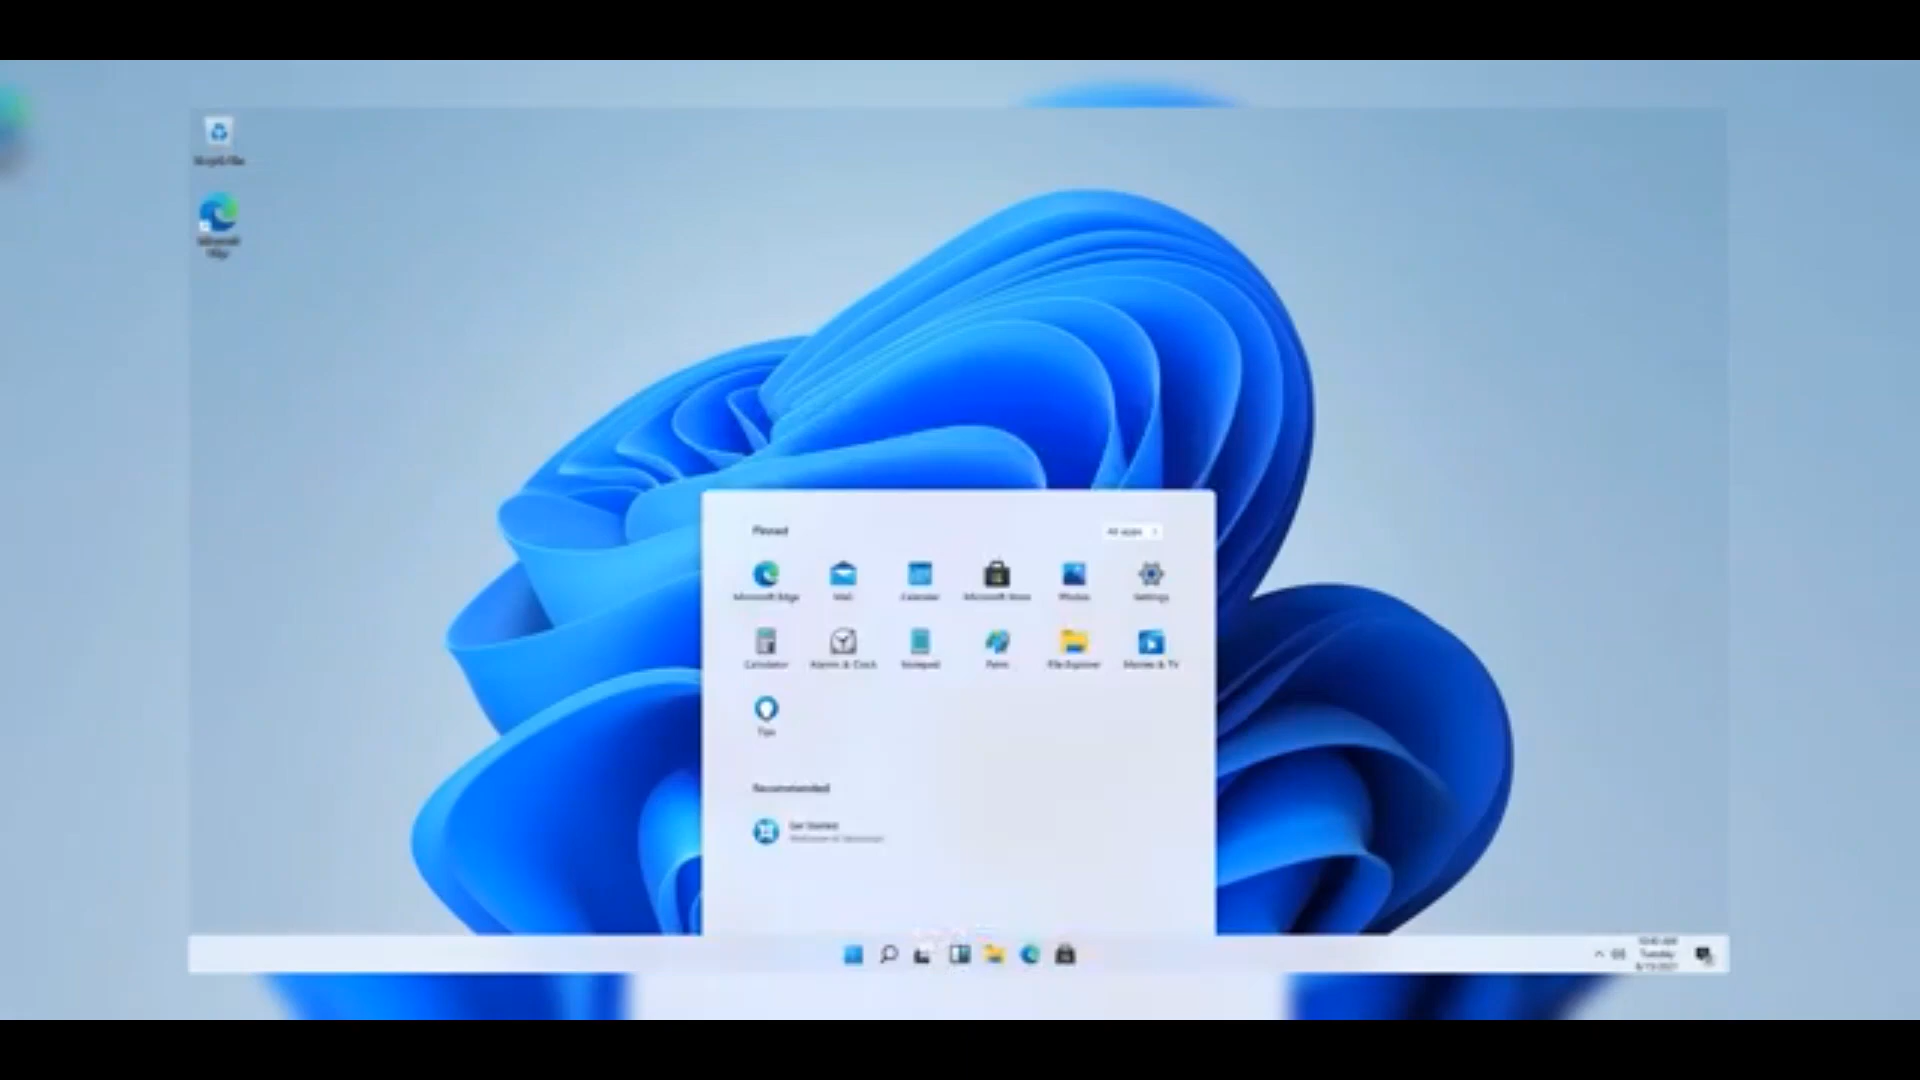 Recycle Bin
Microsoft
Edge
Pinned
All apps
Microsoft Edge
Mail
Calendar
Microsoft Store
Photos
Settings
Calculator
Alarms & Clock
Notepad
Paint
File Explorer
Movies & TV
Tips
Recommended
Get Started
Tuesday